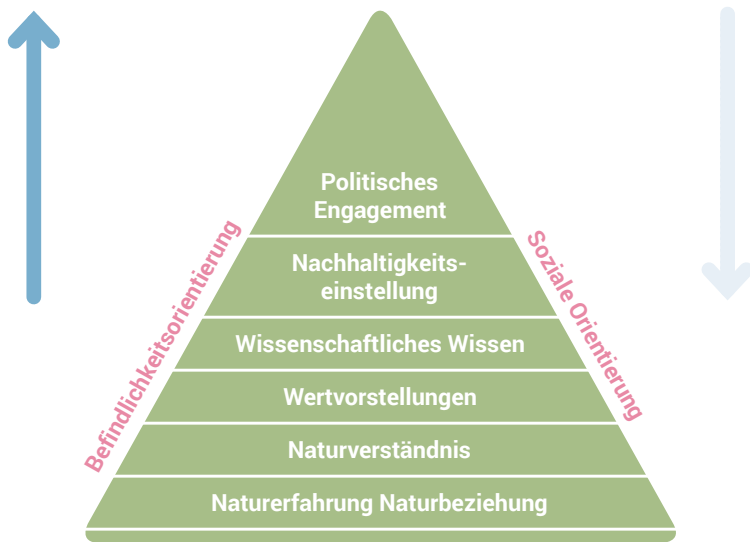 Politisches
Engagement
Nachhaltigkeits-
einstellung
Wissenschaftliches Wissen
Wertvorstellungen
Naturverständnis
Naturerfahrung Naturbeziehung
Befindlichkeitsorientierung
Soziale Orientierung